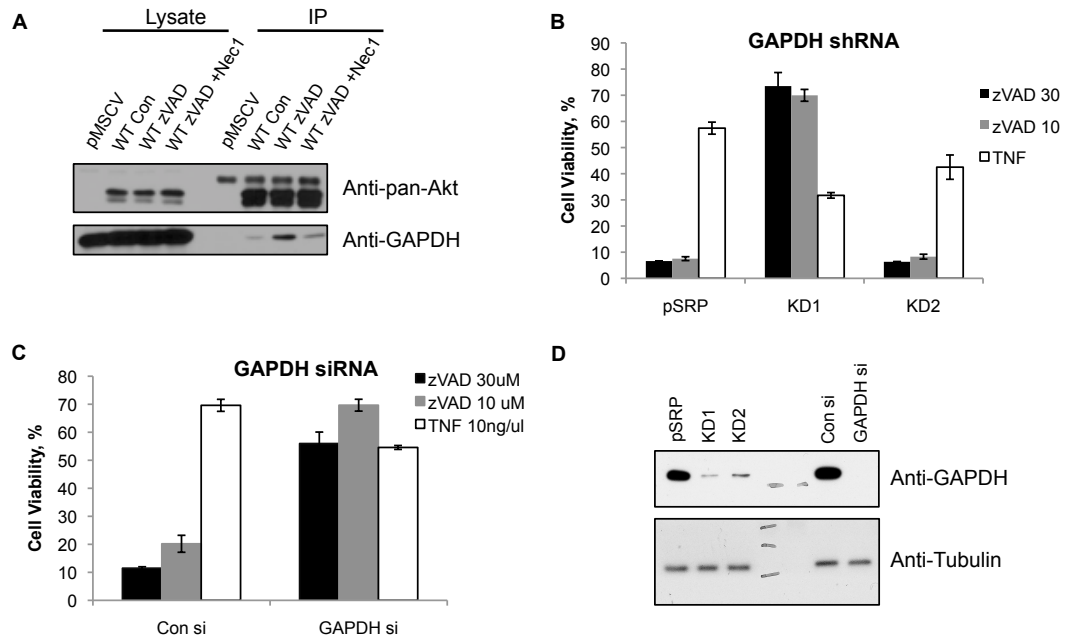 A
Lysate
IP
pMSCV
WT Con
WT zVAD
WT zVAD +Nec1
pMSCV
WT Con
WT zVAD
WT zVAD +Nec1
Anti-pan-Akt
Anti-GAPDH
B
GAPDH shRNA
Cell Viability, %
90
80
70
60
50
40
30
20
10
0
pSRP
KD1
KD2
zVAD 30
zVAD 10
TNF
C
GAPDH siRNA
Cell Viability, %
80
70
60
50
40
30
20
10
0
Con si
GAPDH si
zVAD 30uM
zVAD 10 uM
TNF 10ng/ul
D
pSRP
KD1
KD2
Con si
GAPDH si
Anti-GAPDH
Anti-Tubulin